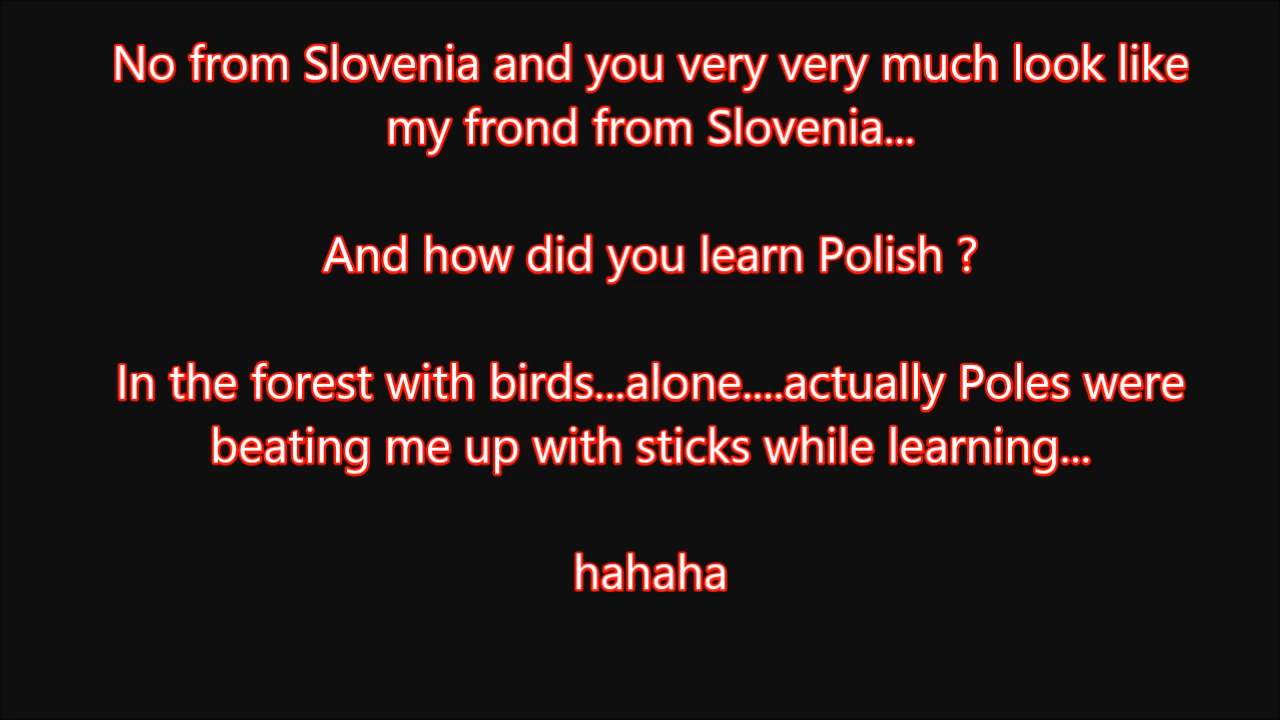 No from Slovenia and you very very much look like
my frond from Slovenia...
And how did you learn Polish ?
In the forest with birds...alone....actually Poles were
beating me up with sticks while learning...
hahaha